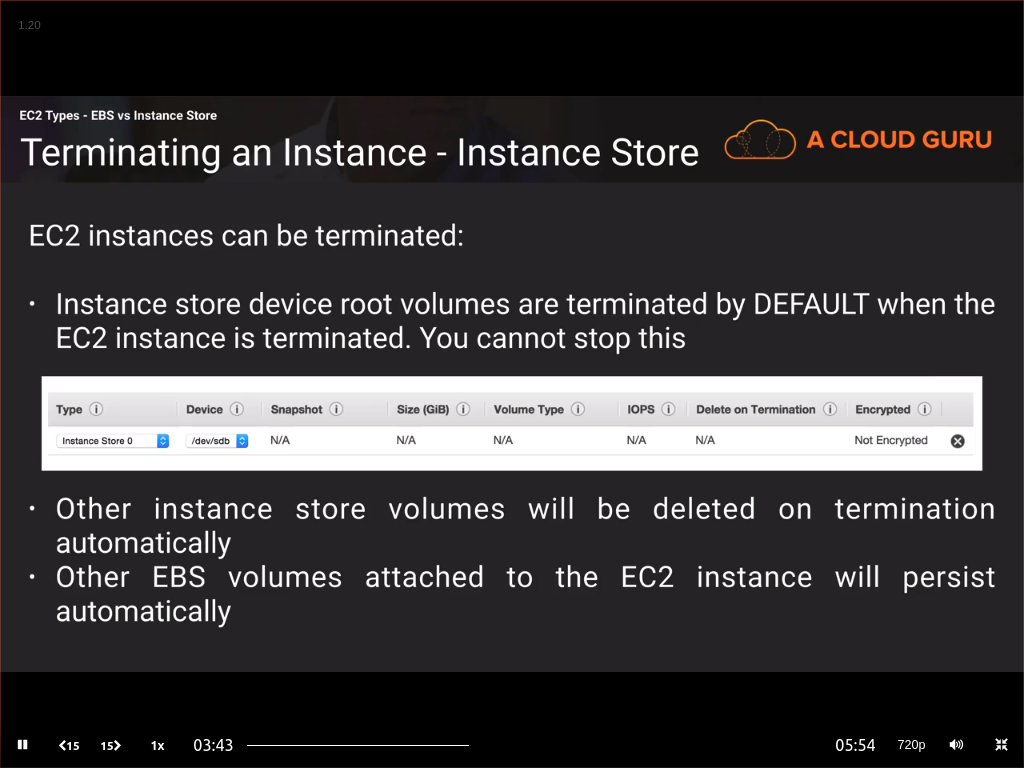 1.20
EC2 Types - EBS vs Instance Store
Terminating an Instance - Instance Store
A CLOUD GURU
EC2 instances can be terminated:
• Instance store device root volumes are terminated by DEFAULT when the
EC2 instance is terminated. You cannot stop this
Type i Device i Snapshot i Size (GiB) i Volume Type i IOPS i Delete on Termination i Encrypted i
Instance Store 0 /dev/sdb N/A N/A N/A N/A N/A Not Encrypted
• Other instance store volumes will be deleted on termination
automatically
• Other EBS volumes attached to the EC2 instance will persist
automatically
15 15 1x 03:43 05:54 720p